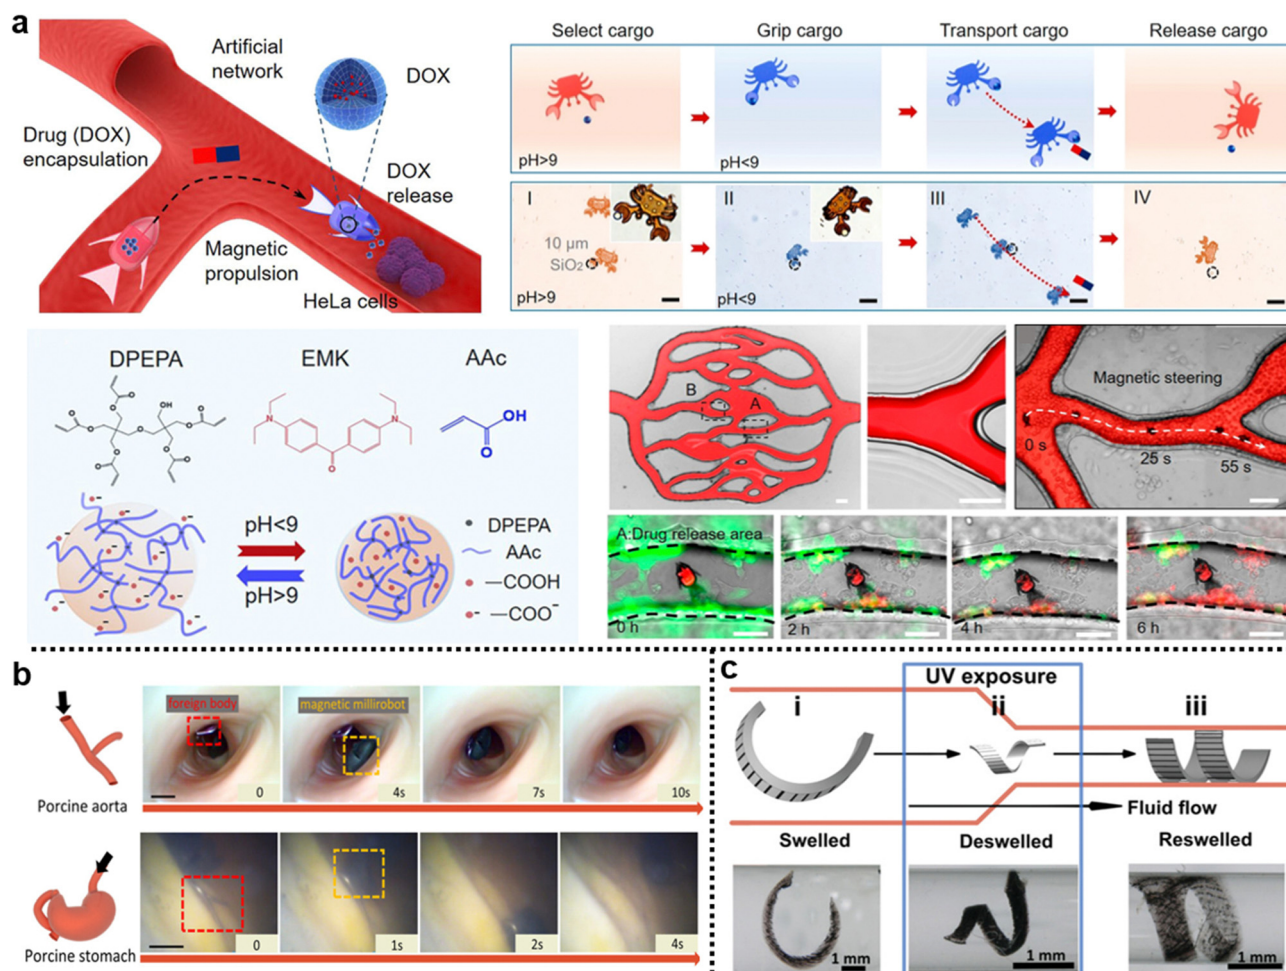 a
Artificial
network
DOX
Drug (DOX)
encapsulation
DOX
release
Magnetic
propulsion
HeLa cells
Select cargo
Grip cargo
Transport cargo
Release cargo
pH>9
pH<9
I
II
III
IV
10 µm
SiO₂
pH>9
pH<9
DPEPA
EMK
AAc
O
O
O
OH
O
O
O
O
O
O
O
O
N
N
O
OH
O
pH<9
pH>9
DPEPA
AAc
—COOH
—COO⁻
B
A
Magnetic steering
0 s
25 s
55 s
A:Drug release area
0 h
2 h
4 h
6 h
b
foreign body
magnetic millirobot
0
4s
7s
10s
Porcine aorta
0
1s
2s
4s
Porcine stomach
c
UV exposure
i
ii
iii
Fluid flow
Swelled
Deswelled
Reswelled
1 mm
1 mm
1 mm